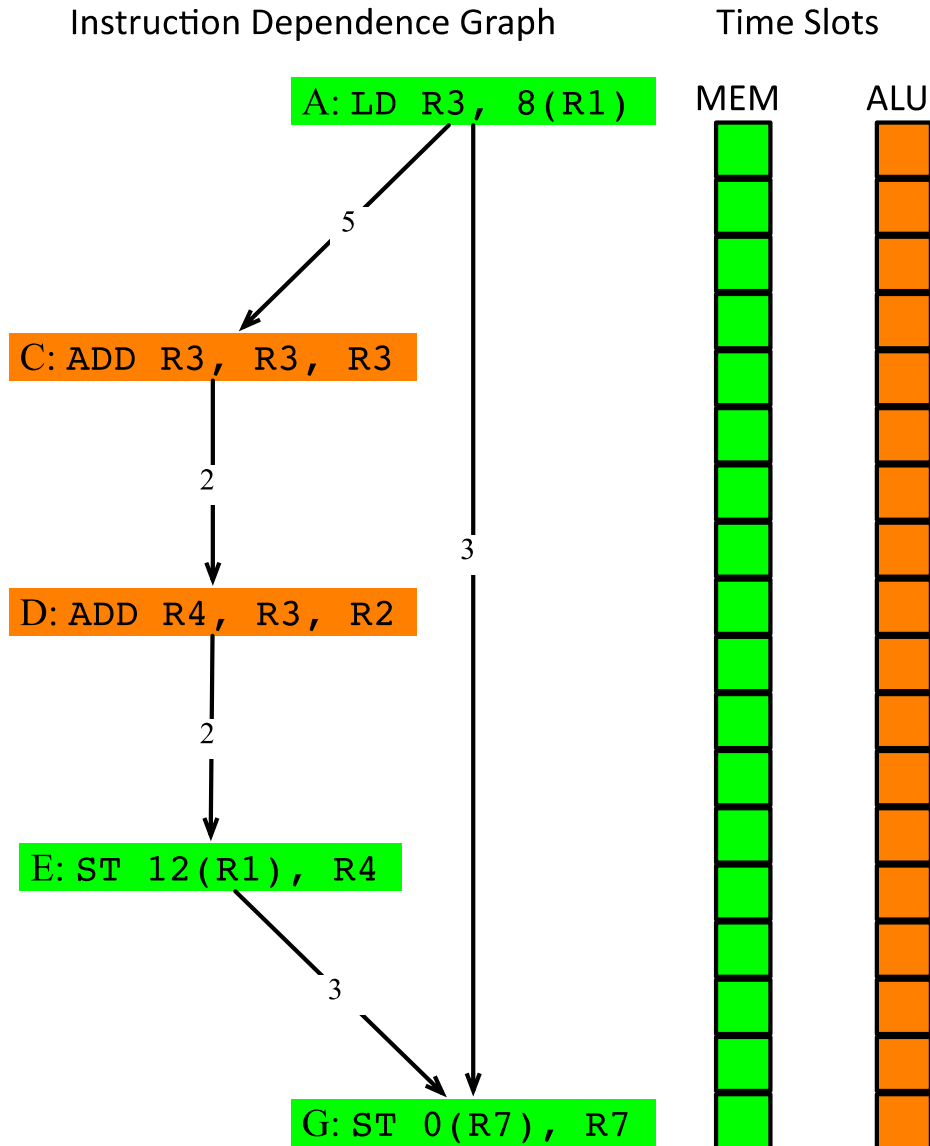 Instruction Dependence Graph
Time Slots
A: LD R3, 8(R1)
MEM
ALU
5
C: ADD R3, R3, R3
2
3
D: ADD R4, R3, R2
2
E: ST 12(R1), R4
3
G: ST 0(R7), R7